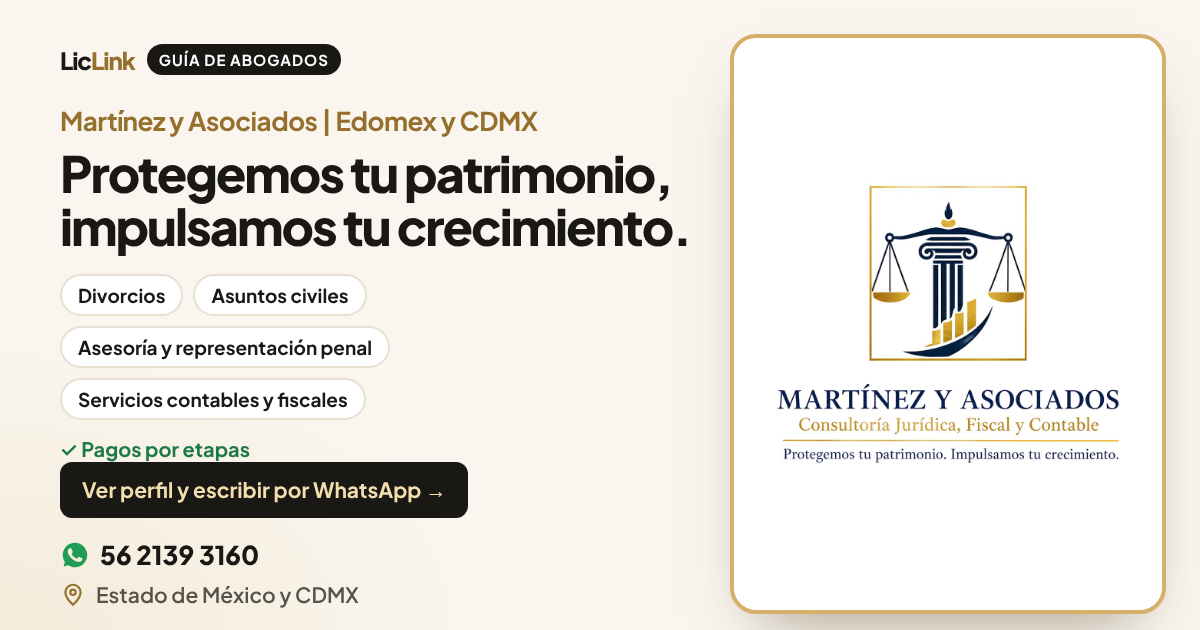 LicLink
GUÍA DE ABOGADOS
Martínez y Asociados | Edomex y CDMX
Protegemos tu patrimonio,
impulsamos tu crecimiento.
Divorcios
Asuntos civiles
Asesoría y representación penal
Servicios contables y fiscales
✓ Pagos por etapas
Ver perfil y escribir por WhatsApp →
56 2139 3160
Estado de México y CDMX
MARTÍNEZ Y ASOCIADOS
Consultoría Jurídica, Fiscal y Contable
Protegemos tu patrimonio. Impulsamos tu crecimiento.